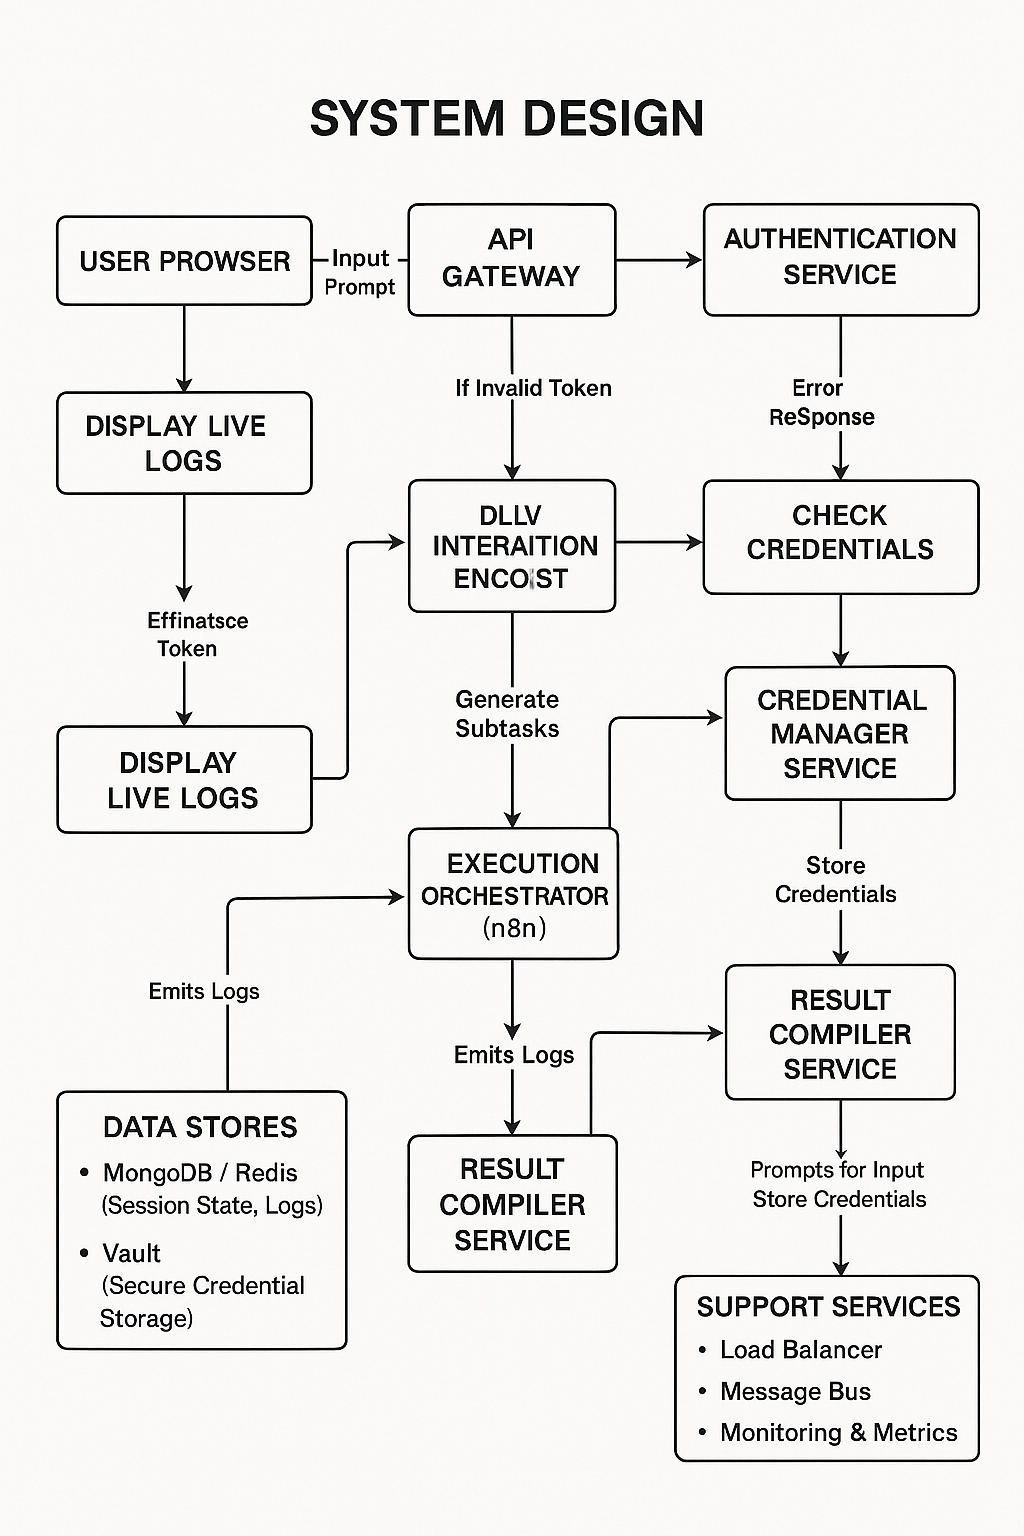 SYSTEM DESIGN
USER PROWSER
Input
Prompt
API
GATEWAY
AUTHENTICATION
SERVICE
If Invalid Token
Error
ReSponse
DISPLAY LIVE
LOGS
DLLV
INTERAITION
ENCOIST
CHECK
CREDENTIALS
Effinatsce
Token
Generate
Subtasks
CREDENTIAL
MANAGER
SERVICE
DISPLAY
LIVE LOGS
EXECUTION
ORCHESTRATOR
(n8n)
Store
Credentials
Emits Logs
Emits Logs
RESULT
COMPILER
SERVICE
DATA STORES
• MongoDB / Redis
(Session State, Logs)
• Vault
(Secure Credential
Storage)
RESULT
COMPILER
SERVICE
Prompts for Input
Store Credentials
SUPPORT SERVICES
• Load Balancer
• Message Bus
• Monitoring & Metrics